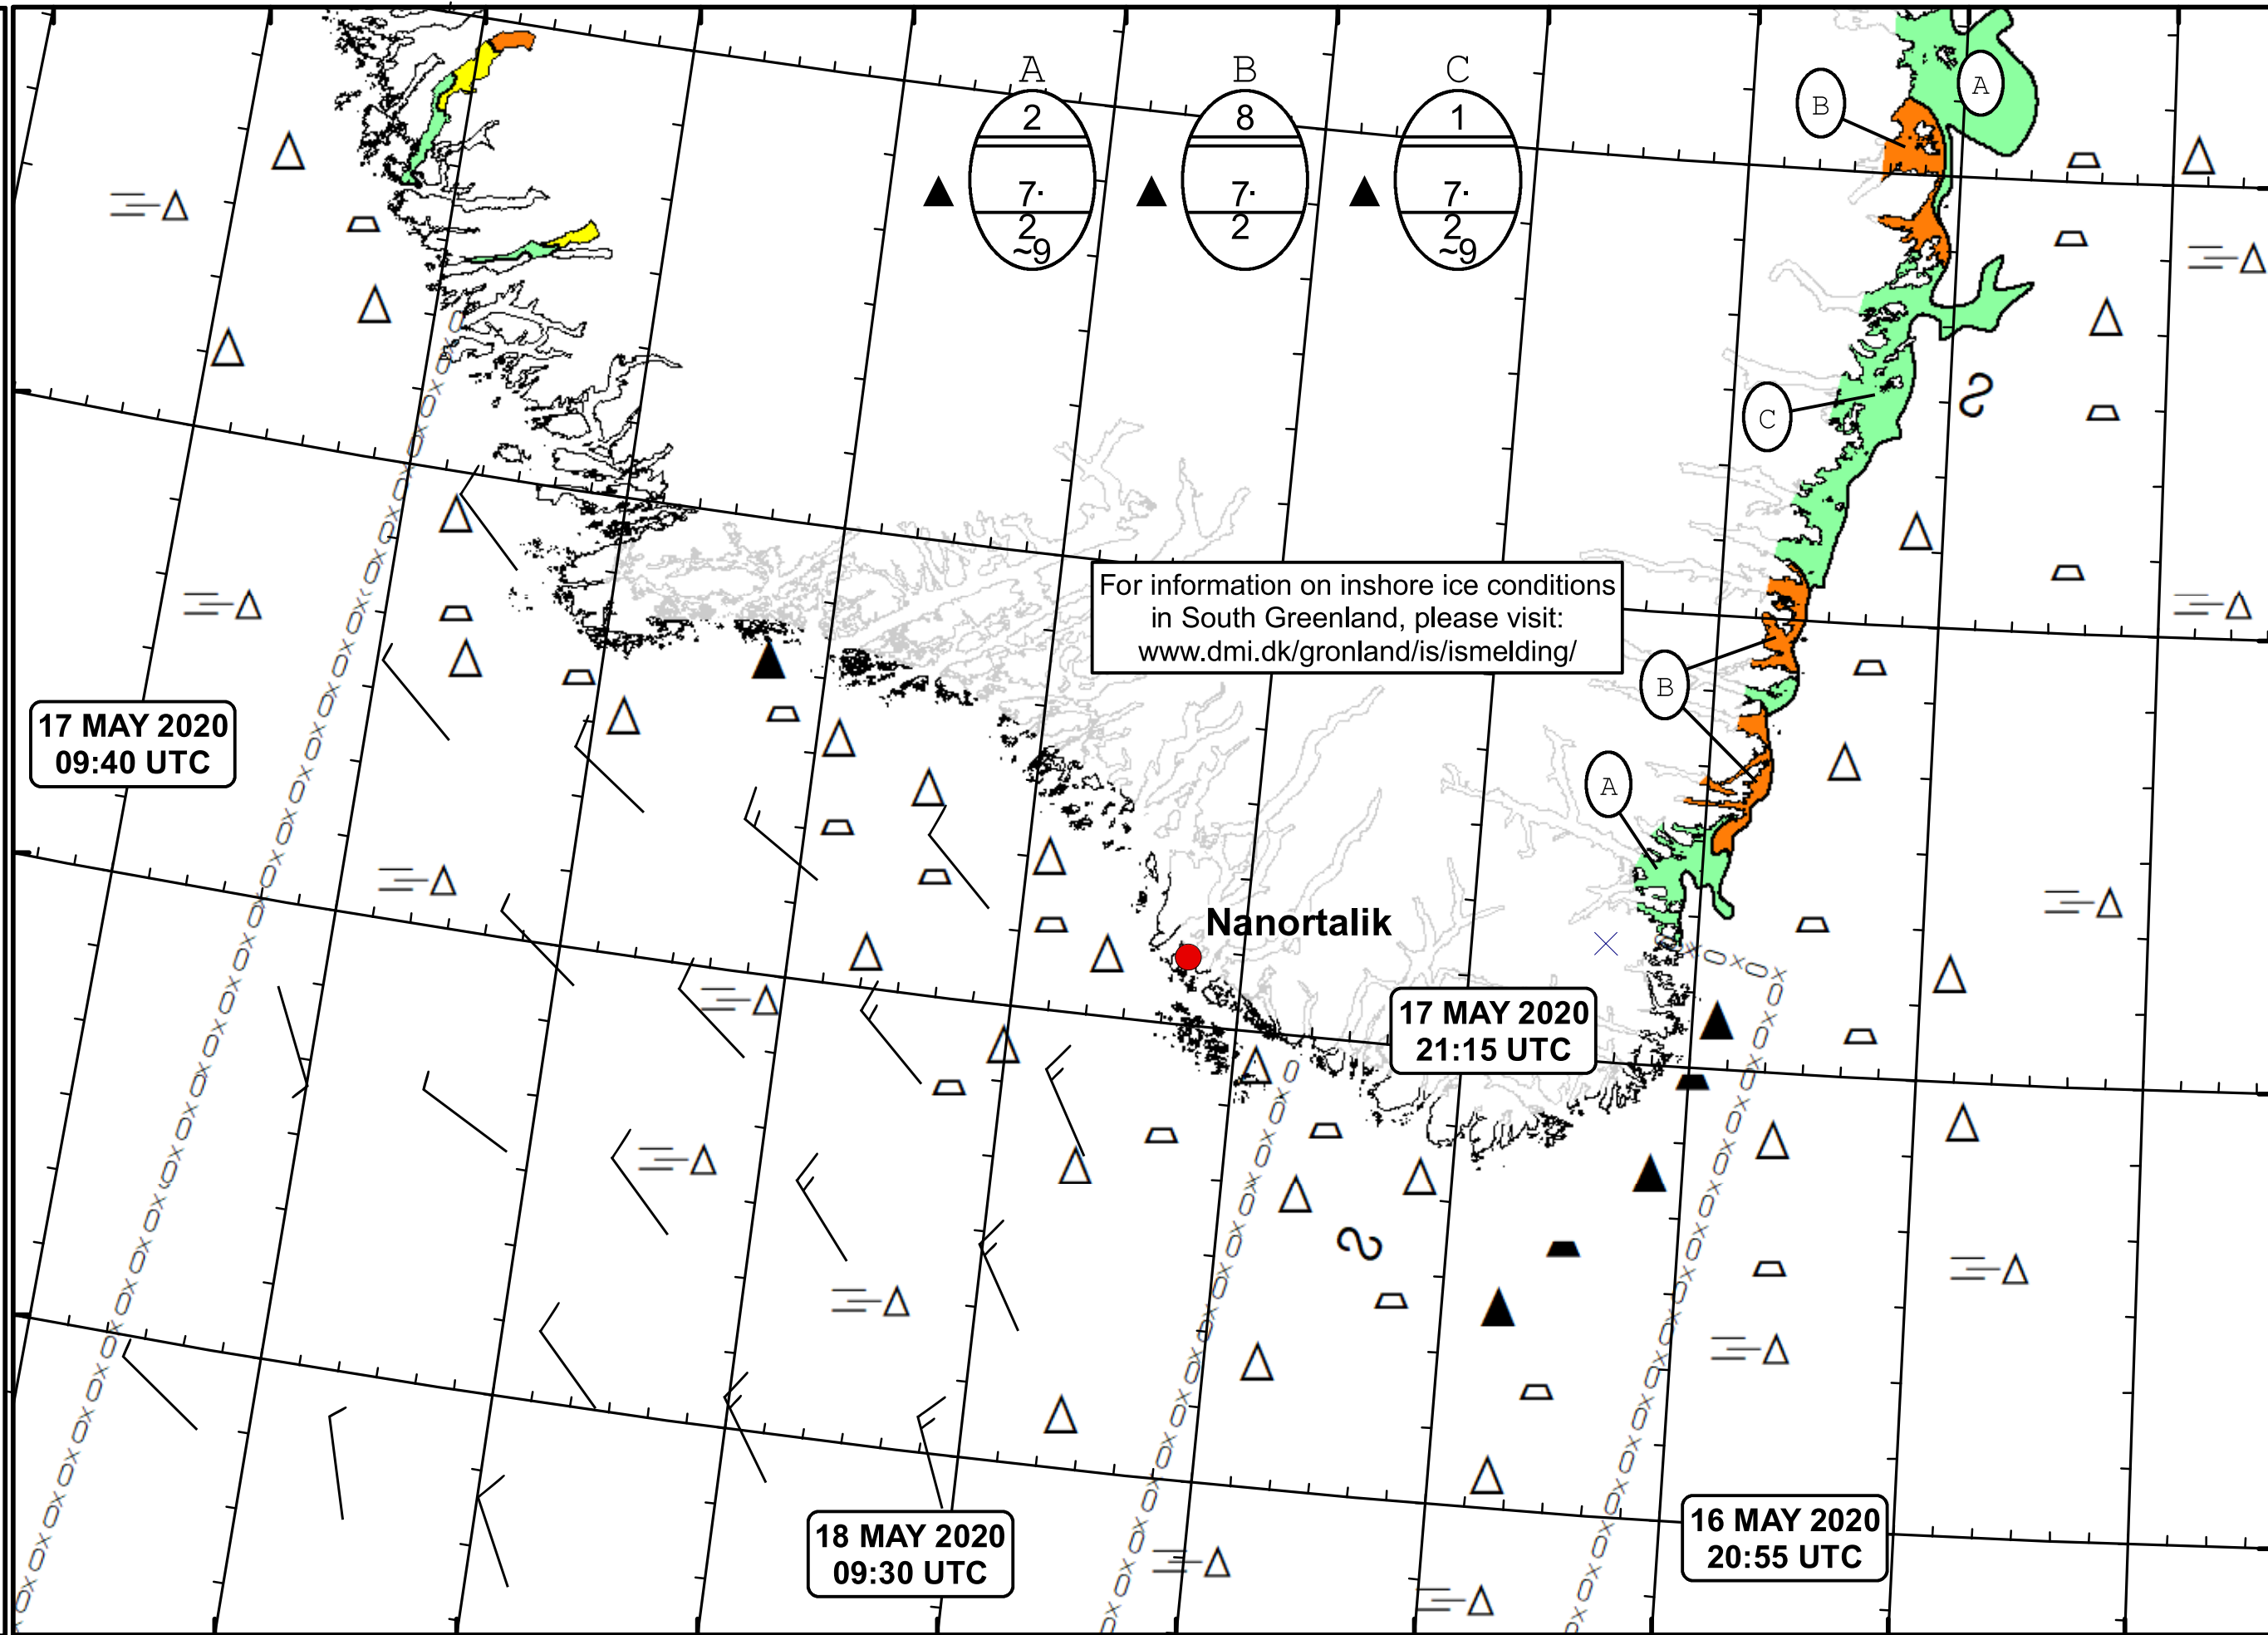 A
B
C
2
8
1
7·
7·
7·
2
2
2
~9
~9
A
B
C
For information on inshore ice conditions
in South Greenland, please visit:
www.dmi.dk/gronland/is/ismelding/
B
17 MAY 2020
09:40 UTC
A
Nanortalik
17 MAY 2020
21:15 UTC
18 MAY 2020
09:30 UTC
16 MAY 2020
20:55 UTC